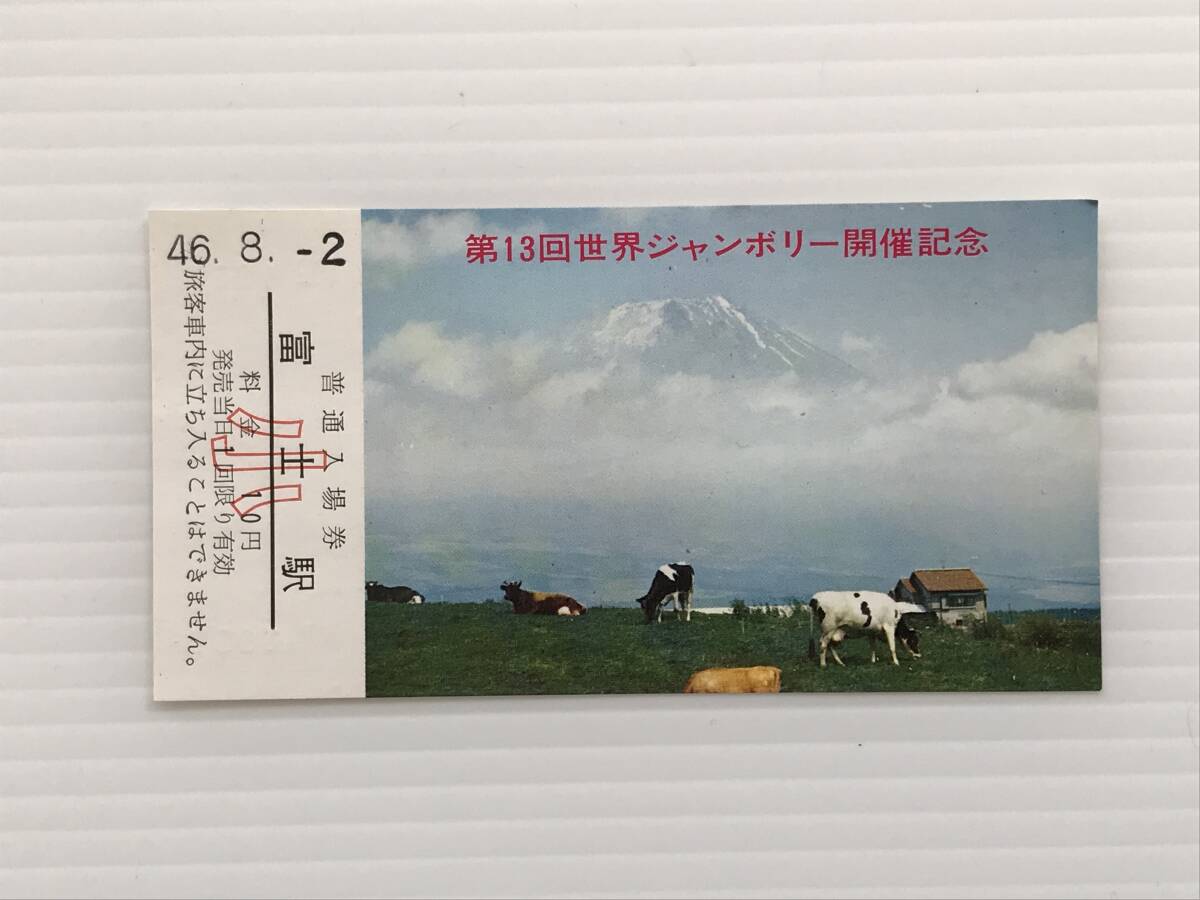 第13回世界ジャンボリー開催記念
46. 8. -2
普通入場券
富士駅
料金 10円
発売当日1回限り有効
旅客車内に立ち入ることはできません。
小